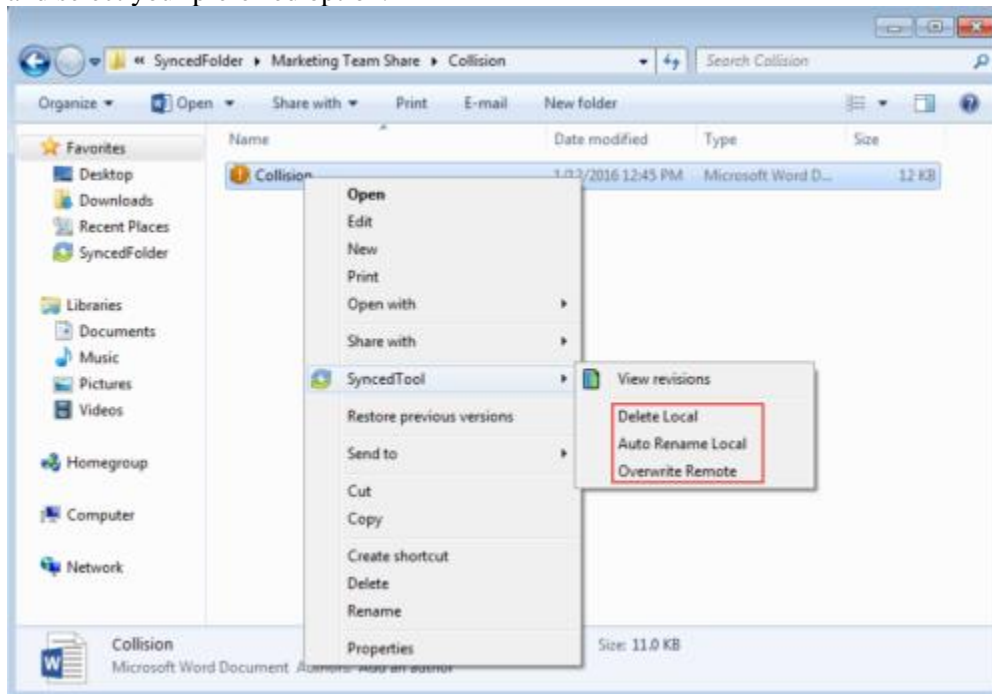 SyncedFolder Marketing Team Share Collision
Search Collision
Organize Open Share with Print E-mail New folder
Name Date modified Type Size
Favorites
Desktop
Downloads
Recent Places
SyncedFolder
Libraries
Documents
Music
Pictures
Videos
Homegroup
Computer
Network
Collision 1/12/2016 12:45 PM Microsoft Word D... 12 KB
Open
Edit
New
Print
Open with
Share with
SyncedTool
Restore previous versions
Send to
Cut
Copy
Create shortcut
Delete
Rename
Properties
View revisions
Delete Local
Auto Rename Local
Overwrite Remote
Collision
Size: 11.0 KB
Microsoft Word Document